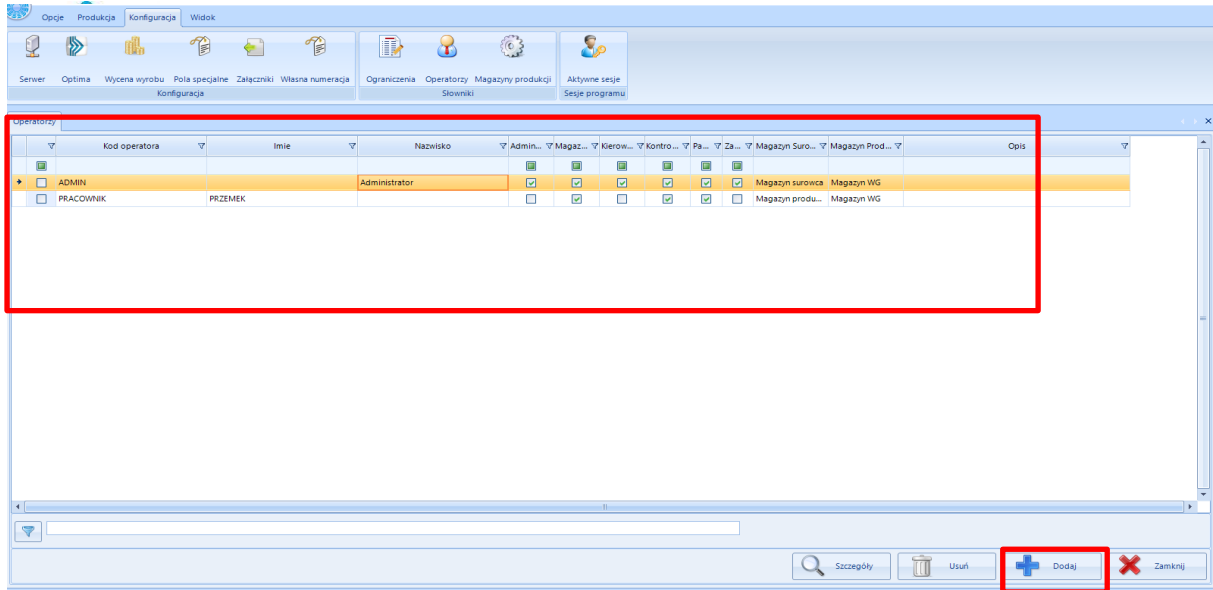 Opcje Produkcja Konfiguracja Widok
Serwer Optima Wycena wyrobu Pola specjalne Załączniki Własna numeracja Ograniczenia Operatorzy Magazyny produkcji Aktywne sesje
Konfiguracja Słowniki Sesje programu
Operatorzy
Kod operatora Imie Nazwisko Admin... Magaz... Kierow... Kontro... Pa... Za... Magazyn Suro... Magazyn Prod... Opis
ADMIN Administrator Magazyn surowca Magazyn WG
PRACOWNIK PRZEMEK Magazyn produ... Magazyn WG
Szczegóły Usuń Dodaj Zamknij